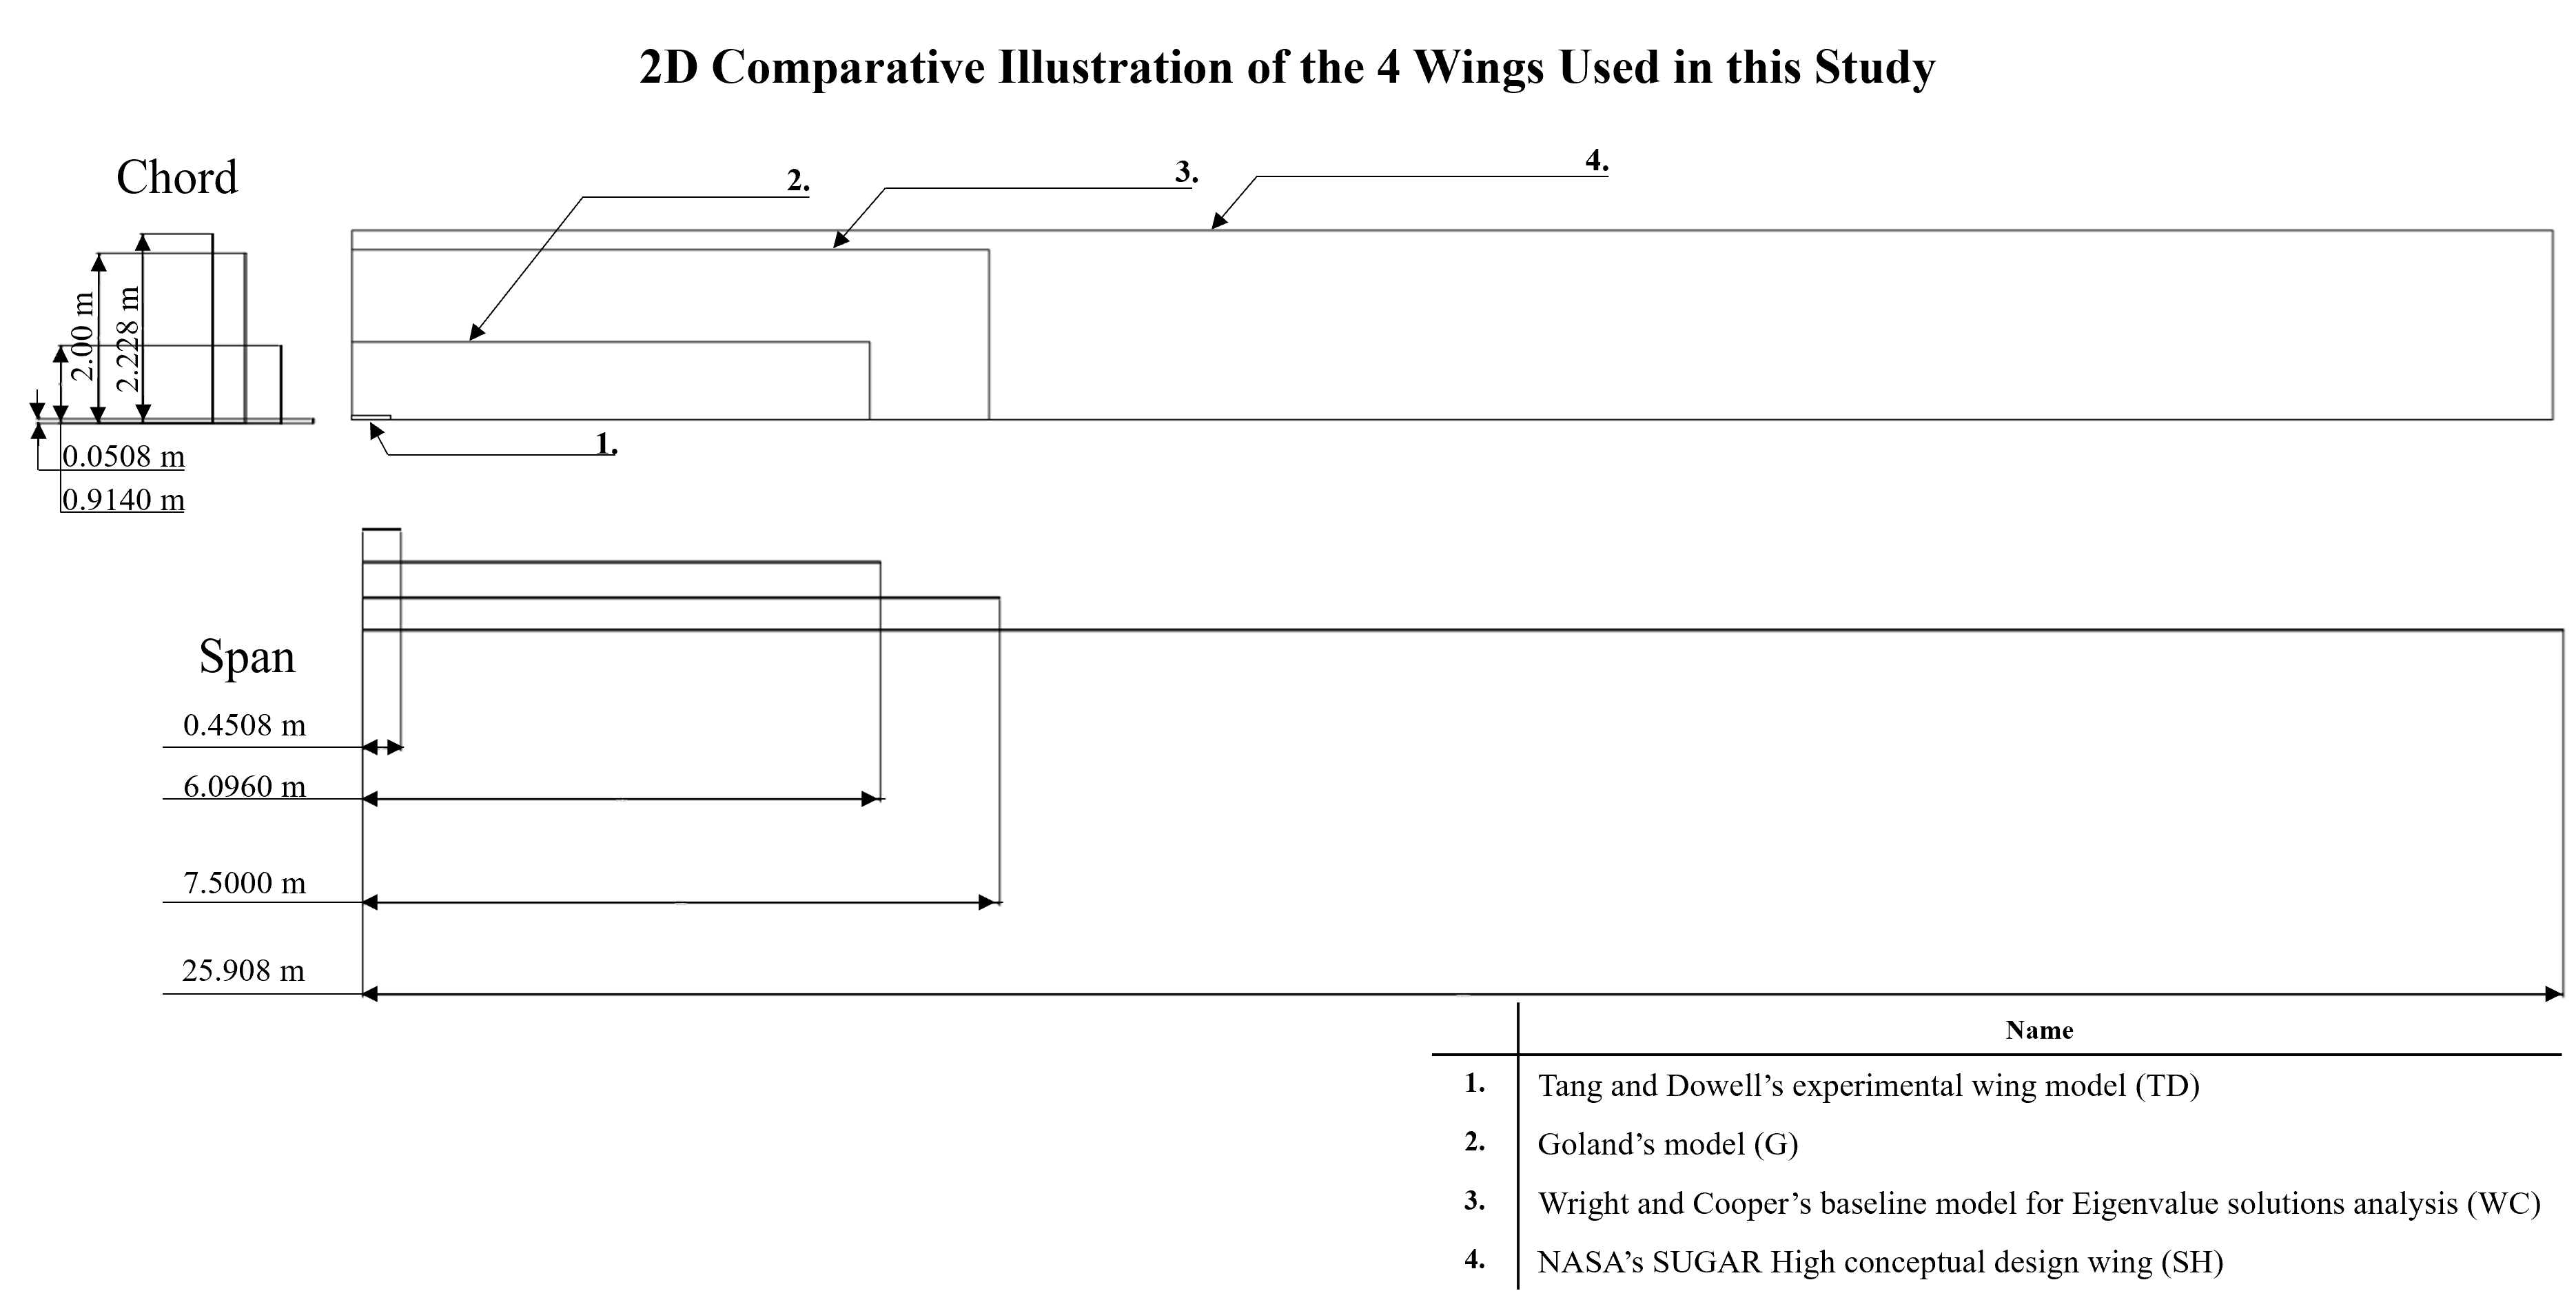 2D Comparative Illustration of the 4 Wings Used in this Study
Chord
2.
3.
4.
2.00 m
2.228 m
1.
0.0508 m
0.9140 m
Span
0.4508 m
6.0960 m
7.5000 m
25.908 m
Name
1. Tang and Dowell’s experimental wing model (TD)
2. Goland’s model (G)
3. Wright and Cooper’s baseline model for Eigenvalue solutions analysis (WC)
4. NASA’s SUGAR High conceptual design wing (SH)